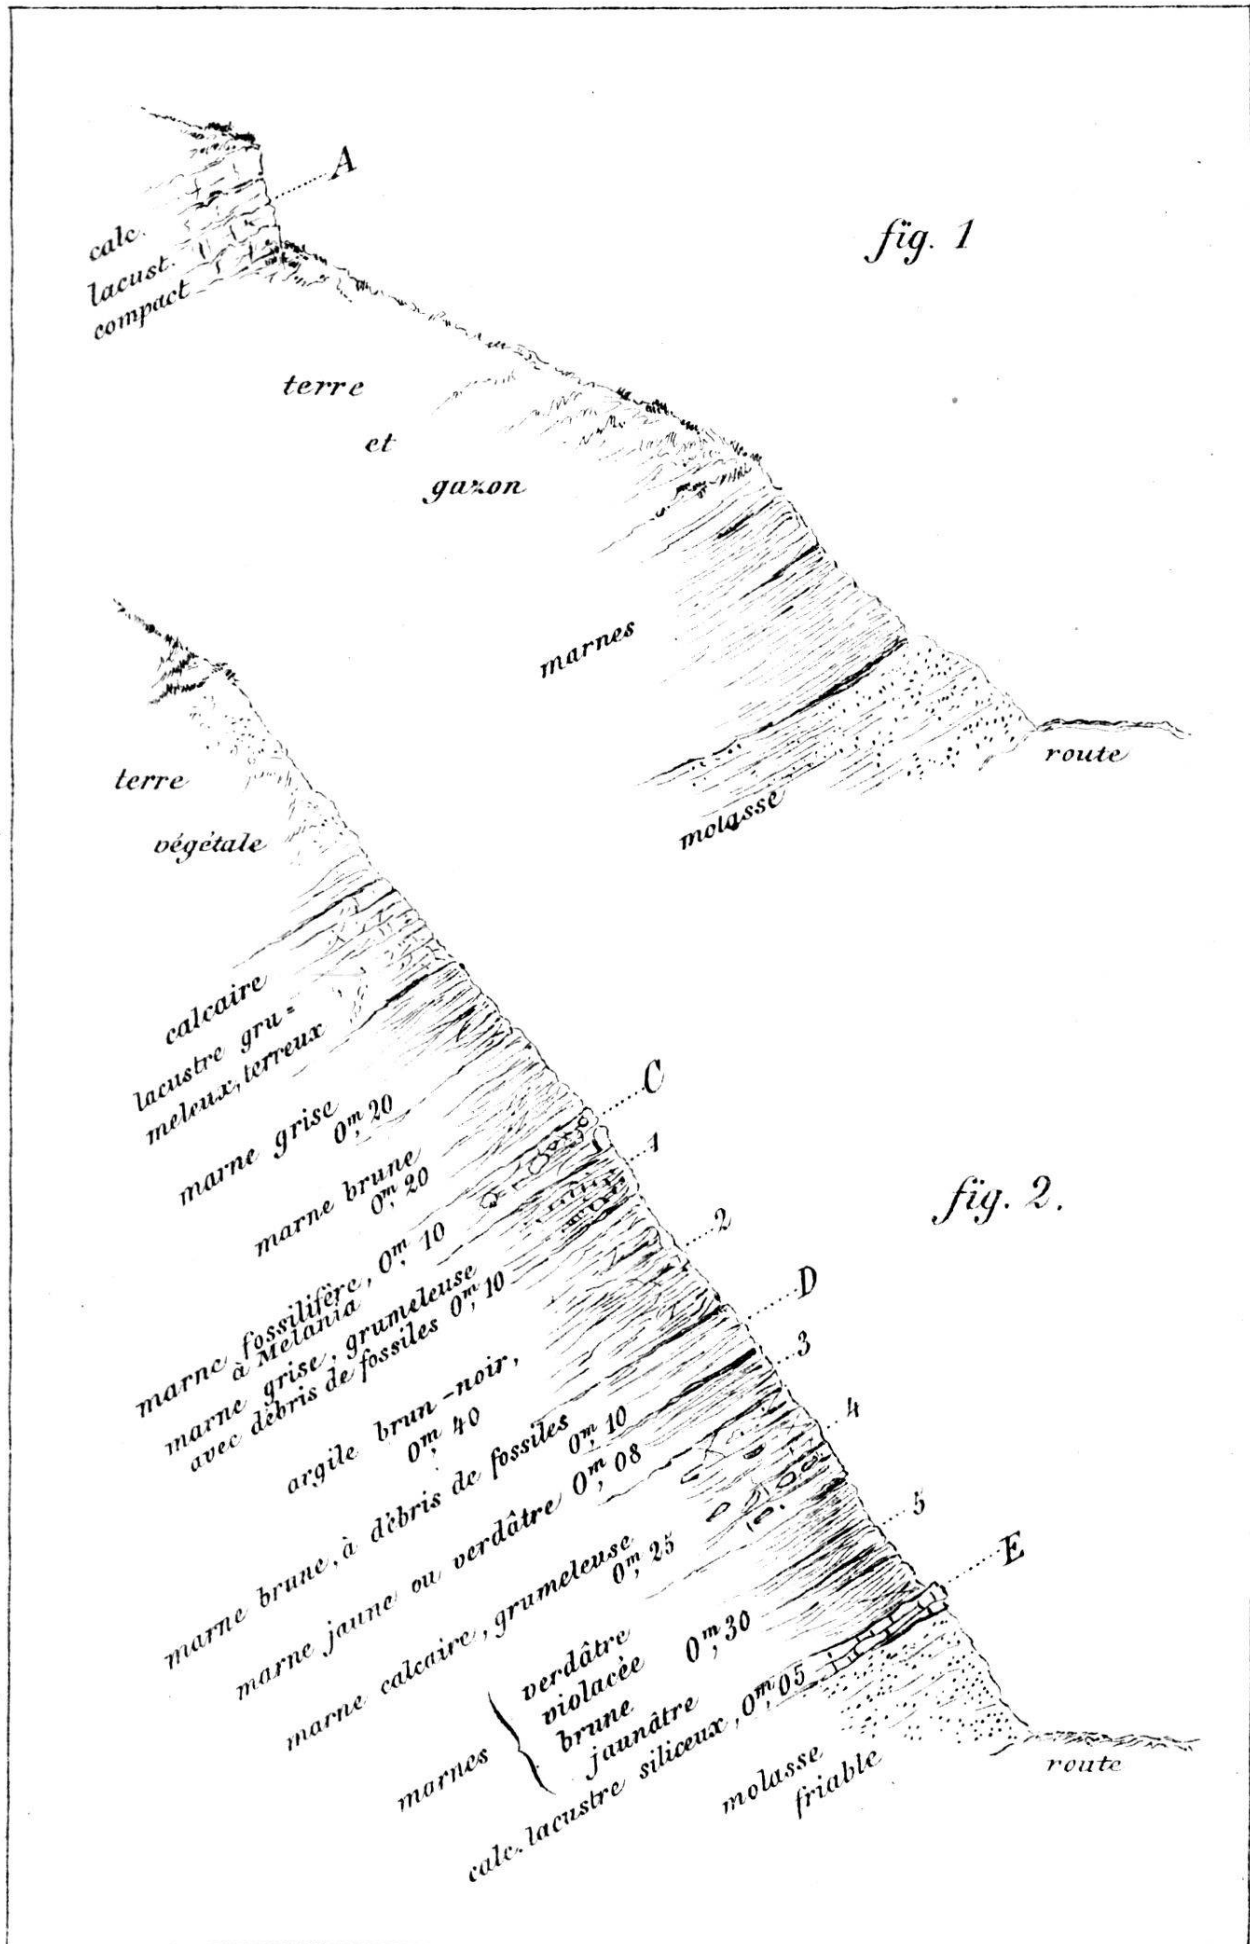 fig. 1
A
calc.
lacust.
compact
terre
et
gazon
marnes
molasse
route
fig. 2.
terre
végétale
calcaire
lacustre gru=
meleux, terreux
marne grise
0m, 20
marne brune
0m, 20
C
marne fossilifère, 0m, 10
à Melania
1
marne grise, grumeleuse
avec débris de fossiles 0m, 10
2
argile brun-noir,
0m, 40
D
marne brune, à débris de fossiles
0m, 10
3
marne jaune ou verdâtre 0m, 08
4
marne calcaire, grumeleuse
0m, 25
5
marnes
verdâtre
violacée 0m, 30
brune
jaunâtre
E
calc. lacustre siliceux, 0m, 05
molasse
friable
route